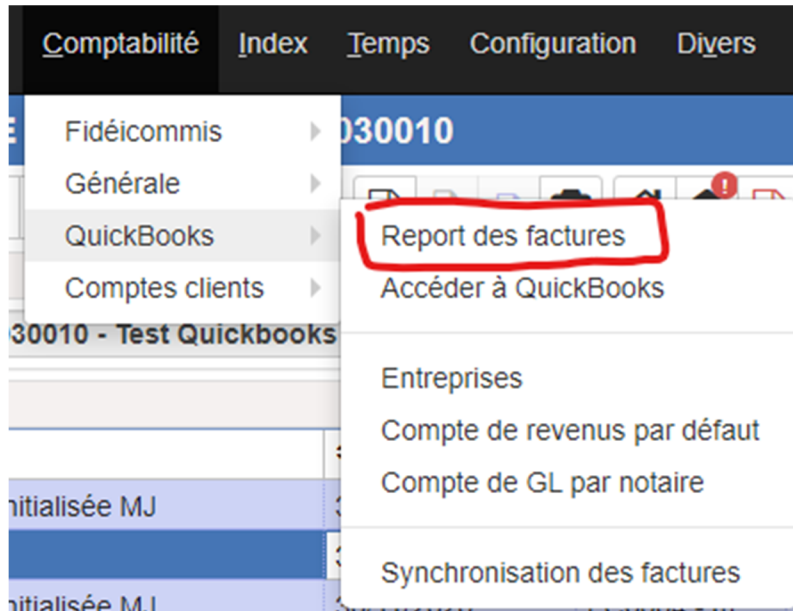 Comptabilité Index Temps Configuration Divers
030010
Fidéicommis
Générale
QuickBooks
Comptes clients
Report des factures
Accéder à QuickBooks
Entreprises
Compte de revenus par défaut
Compte de GL par notaire
Synchronisation des factures
30010 - Test Quickbooks
nitialisée MJ
nitialisée MJ